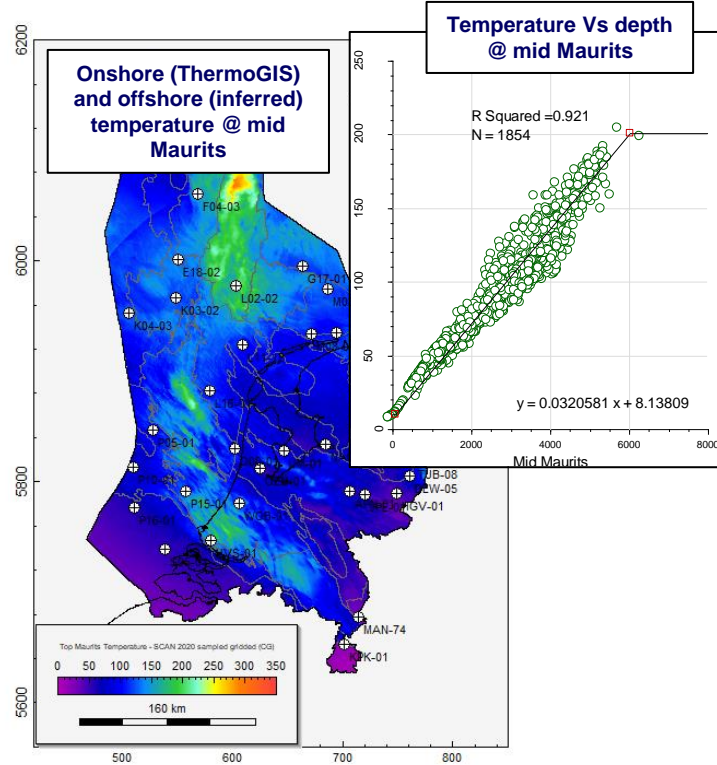 Temperature Vs depth
@ mid Maurits
Onshore (ThermoGIS)
and offshore (inferred)
temperature @ mid
Maurits
R Squared =0.921
N = 1854
y = 0.0320581 x + 8.13809
250
200
150
100
50
0
0 2000 4000 6000 8000
Mid Maurits
6200
6000
5800
5600
F04-03
E18-02
G17-01
K03-02
L02-02
K04-03
P05-01
P15-01
TUB-08
HGV-01
MAN-74
KPK-01
Top Maurits Temperature - SCAN 2020 sampled gridded (CG)
0 50 100 150 200 250 300 350
160 km
500 600 700 800